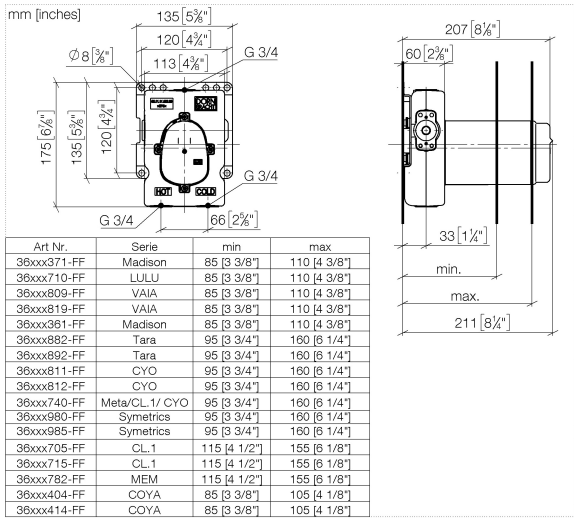 mm [inches]
135 [5⅜"]
120 [4¾"]
113 [4⅜"]
Ø 8 [⅜"]
G 3/4
175 [6⅞"]
135 [5⅜"]
120 [4¾"]
HOT
COLD
G 3/4
G 3/4
66 [2⅝"]
207 [8⅛"]
60 [2⅜"]
33 [1¼"]
min.
max.
211 [8¼"]
Art Nr. Serie min max
36xxx371-FF Madison 85 [3 3/8"] 110 [4 3/8"]
36xxx710-FF LULU 85 [3 3/8"] 110 [4 3/8"]
36xxx809-FF VAIA 85 [3 3/8"] 110 [4 3/8"]
36xxx819-FF VAIA 85 [3 3/8"] 110 [4 3/8"]
36xxx361-FF Madison 85 [3 3/8"] 110 [4 3/8"]
36xxx882-FF Tara 95 [3 3/4"] 160 [6 1/4"]
36xxx892-FF Tara 95 [3 3/4"] 160 [6 1/4"]
36xxx811-FF CYO 95 [3 3/4"] 160 [6 1/4"]
36xxx812-FF CYO 95 [3 3/4"] 160 [6 1/4"]
36xxx740-FF Meta/CL.1/ CYO 95 [3 3/4"] 160 [6 1/4"]
36xxx980-FF Symetrics 95 [3 3/4"] 160 [6 1/4"]
36xxx985-FF Symetrics 95 [3 3/4"] 160 [6 1/4"]
36xxx705-FF CL.1 115 [4 1/2"] 155 [6 1/8"]
36xxx715-FF CL.1 115 [4 1/2"] 155 [6 1/8"]
36xxx782-FF MEM 115 [4 1/2"] 155 [6 1/8"]
36xxx404-FF COYA 85 [3 3/8"] 105 [4 1/8"]
36xxx414-FF COYA 85 [3 3/8"] 105 [4 1/8"]